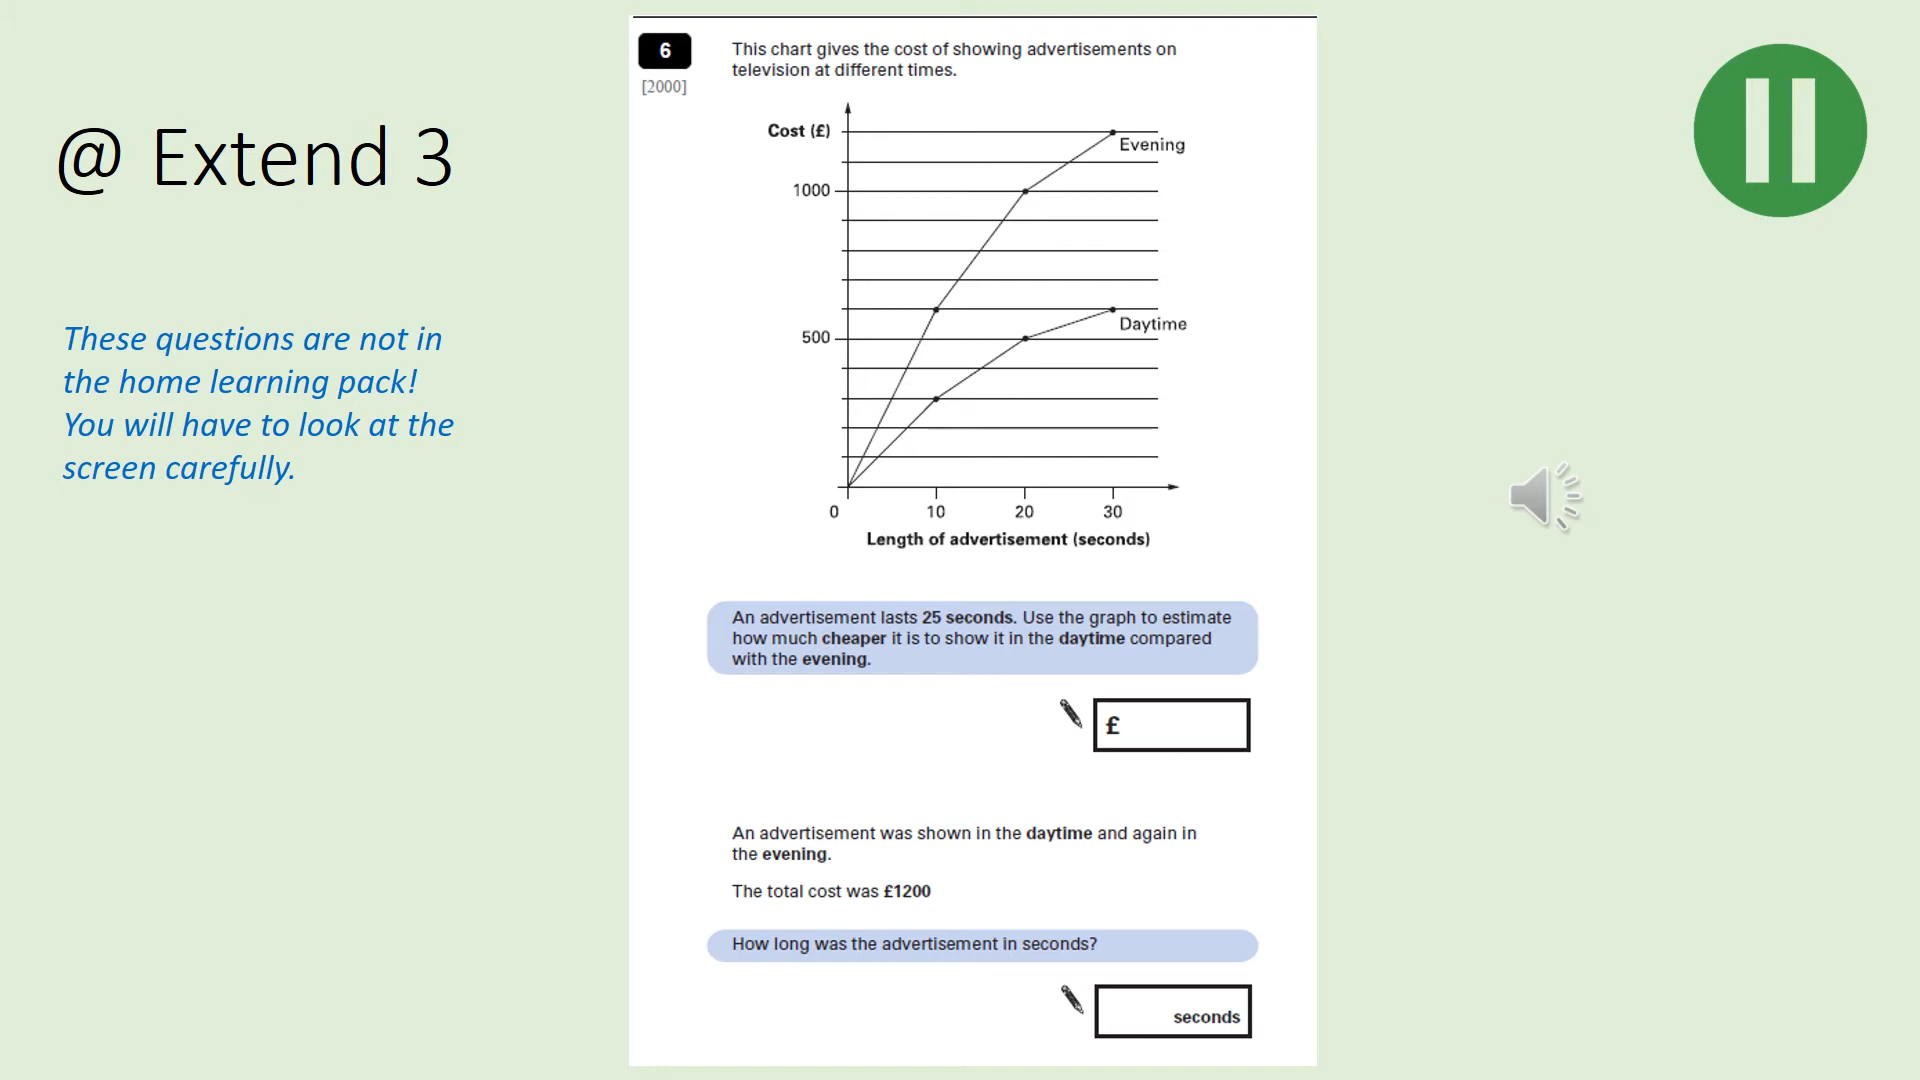 @ Extend 3
These questions are not in
the home learning pack!
You will have to look at the
screen carefully.
6
[2000]
This chart gives the cost of showing advertisements on
television at different times.
Cost (£)
Evening
1000
Daytime
500
0 10 20 30
Length of advertisement (seconds)
An advertisement lasts 25 seconds. Use the graph to estimate
how much cheaper it is to show it in the daytime compared
with the evening.
£
An advertisement was shown in the daytime and again in
the evening.
The total cost was £1200
How long was the advertisement in seconds?
seconds